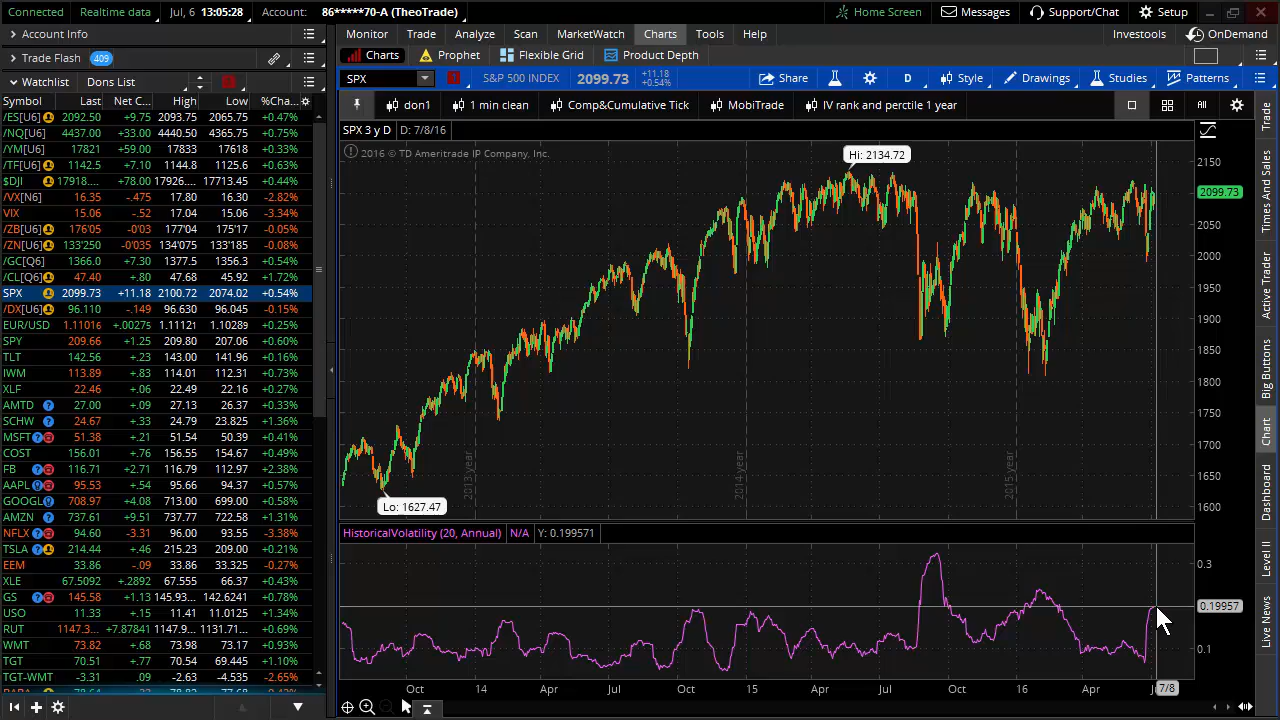 Connected Realtime data Jul, 6 13:05:28 Account: 86*****70-A (TheoTrade) Home Screen Messages Support/Chat Setup
Account Info
Trade Flash 409
Watchlist Dons List
Symbol Last Net C... High Low %Cha...
/ES[U6] 2092.50 +9.75 2093.75 2065.75 +0.47%
/NQ[U6] 4437.00 +33.00 4440.50 4365.75 +0.75%
/YM[U6] 17821 +59.00 17833 17618 +0.33%
/TF[U6] 1142.5 +7.10 1144.6 1125.6 +0.63%
$DJI 17918.... +78.00 17926.... 17713.45 +0.44%
/VX[N6] 16.35 -.475 17.80 16.30 -2.82%
VIX 15.06 -.52 17.04 15.06 -3.34%
/ZB[U6] 176'05 -0'03 177'04 175'17 -0.05%
/ZN[U6] 133'250 -0'035 134'075 133'185 -0.08%
/GC[Q6] 1366.0 +7.30 1377.5 1356.3 +0.54%
/CL[Q6] 47.40 +.80 47.68 45.92 +1.72%
SPX 2099.73 +11.18 2100.72 2074.02 +0.54%
/DX[U6] 96.110 -.149 96.630 96.045 -0.15%
EUR/USD 1.11016 +.00275 1.11121 1.10289 +0.25%
SPY 209.66 +1.25 209.80 207.06 +0.60%
TLT 142.56 +.23 143.00 141.96 +0.16%
IWM 113.89 +.83 114.01 112.31 +0.73%
XLF 22.46 +.06 22.49 22.16 +0.27%
AMTD 27.00 +.09 27.13 26.37 +0.33%
SCHW 24.67 +.33 24.79 23.825 +1.36%
MSFT 51.38 +.21 51.54 50.39 +0.41%
COST 156.01 +.76 156.55 154.67 +0.49%
FB 116.71 +2.71 116.79 112.97 +2.38%
AAPL 95.53 +.54 95.66 94.37 +0.57%
GOOGL 708.97 +4.08 713.00 699.00 +0.58%
AMZN 737.61 +9.51 737.77 722.58 +1.31%
NFLX 94.60 -3.31 96.00 93.55 -3.38%
TSLA 214.44 +.46 215.23 209.00 +0.21%
EEM 33.86 -.09 33.86 33.325 -0.27%
XLE 67.5092 +.2892 67.555 66.37 +0.43%
GS 145.58 +1.13 145.93... 142.6241 +0.78%
USO 11.33 +.15 11.41 11.0125 +1.34%
RUT 1147.3... +7.87841 1147.9... 1131.71... +0.69%
WMT 73.82 +.68 73.98 73.17 +0.93%
TGT 70.51 +.77 70.54 69.445 +1.10%
TGT-WMT -3.31 .09 -2.63 -4.535 -2.65%
Monitor Trade Analyze Scan MarketWatch Charts Tools Help Investools OnDemand
Charts Prophet Flexible Grid Product Depth
SPX S&P 500 INDEX 2099.73 +11.18 +0.54% Share D Style Drawings Studies Patterns
don1 1 min clean Comp&Cumulative Tick MobiTrade IV rank and perctile 1 year All
SPX 3 y D D: 7/8/16
2016 © TD Ameritrade IP Company, Inc.
Hi: 2134.72
2150
2099.73
2050
2000
1950
1900
1850
1800
1750
1700
1650
1600
2013 year 2014 year 2015 year
Lo: 1627.47
HistoricalVolatility (20, Annual) N/A Y: 0.199571
0.3
0.19957
0.1
Oct 14 Apr Jul Oct 15 Apr Jul Oct 16 Apr 7/8
Trade
Times And Sales
Active Trader
Big Buttons
Chart
Dashboard
Level II
Live News